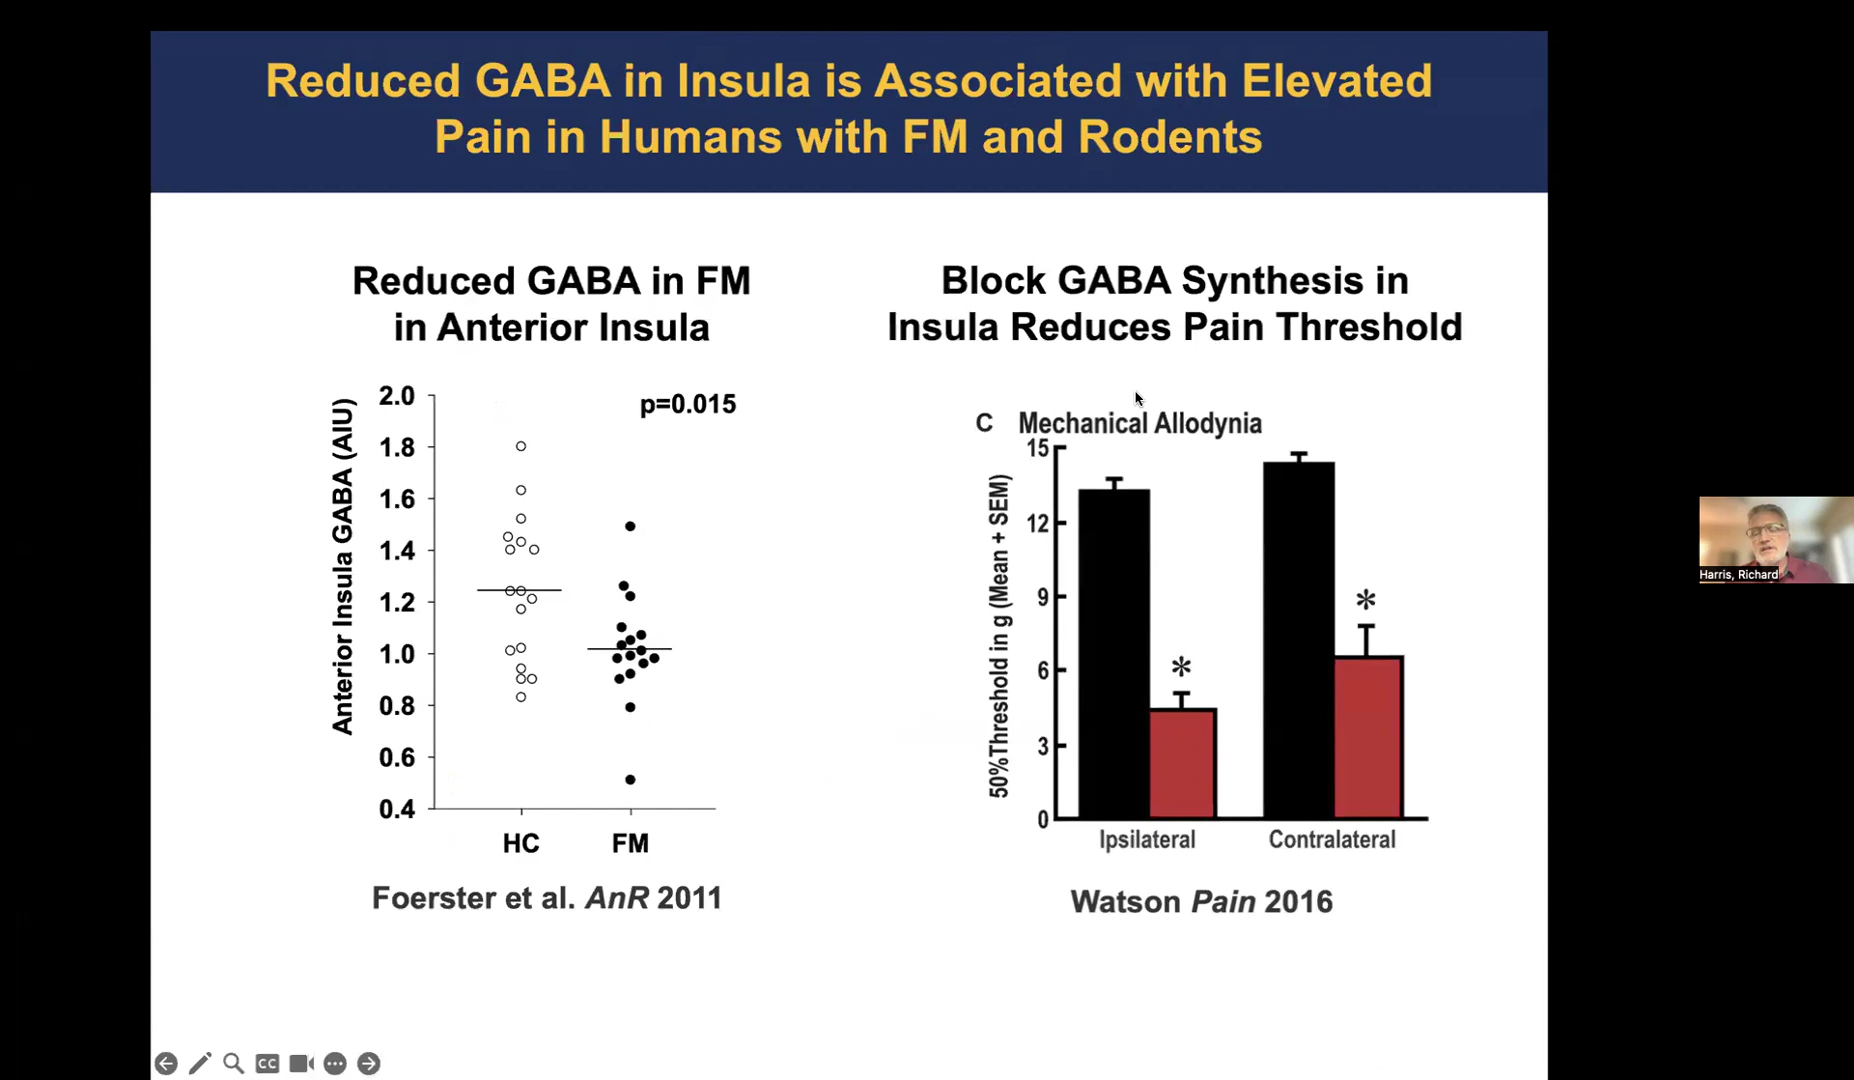 Reduced GABA in Insula is Associated with Elevated
Pain in Humans with FM and Rodents
Reduced GABA in FM
in Anterior Insula
p=0.015
Anterior Insula GABA (AIU)
2.0
1.8
1.6
1.4
1.2
1.0
0.8
0.6
0.4
HC FM
Foerster et al. AnR 2011
Block GABA Synthesis in
Insula Reduces Pain Threshold
C Mechanical Allodynia
50%Threshold in g (Mean + SEM)
15
12
9
6
3
0
*
*
Ipsilateral Contralateral
Watson Pain 2016
Harris, Richard
CC